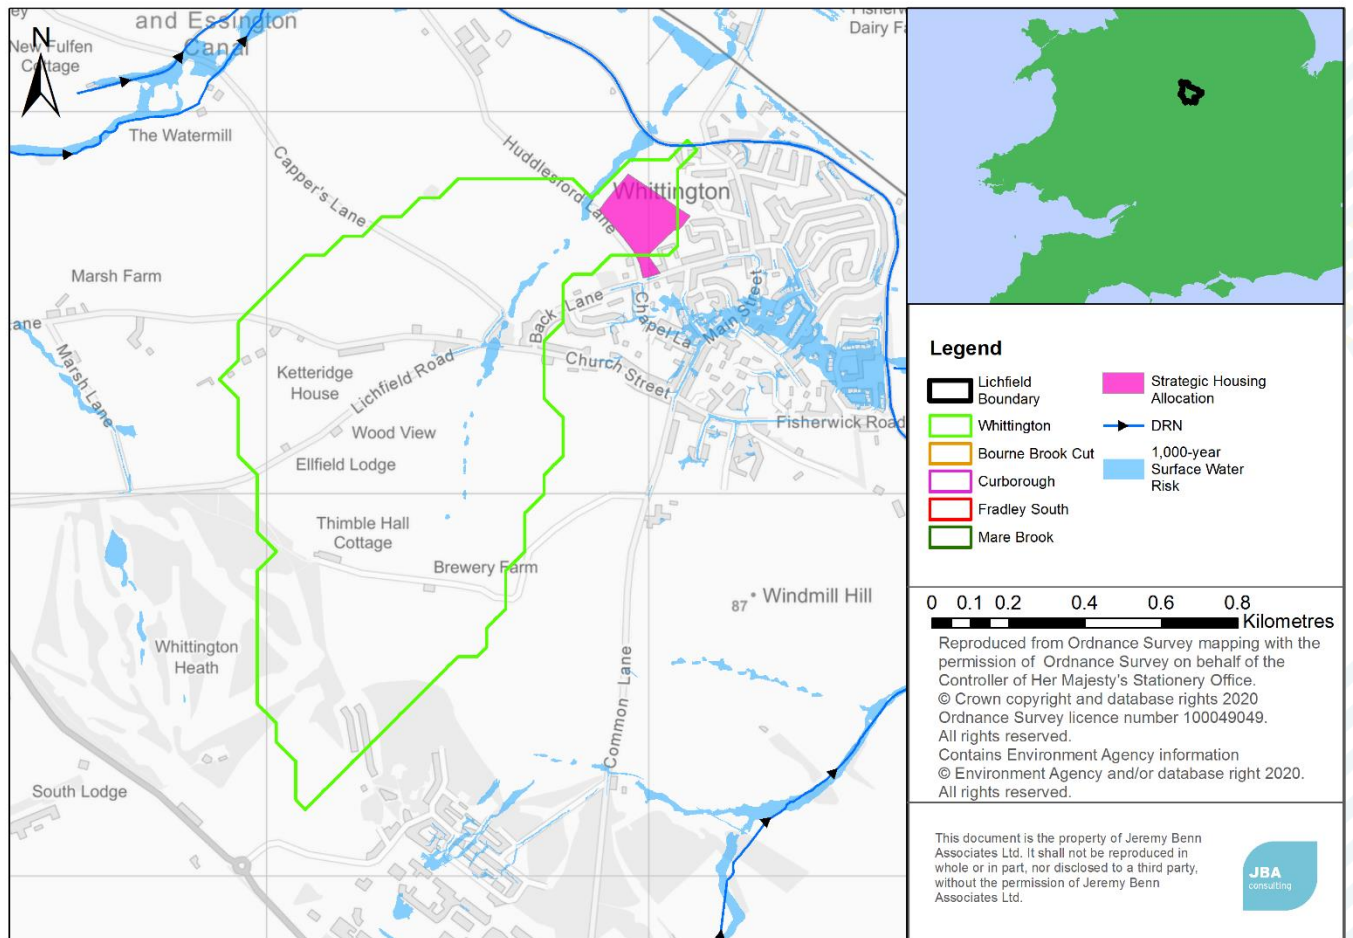 ey
and Essington
Canal
N
New Fulfen
Cottage
Dairy Fa
The Watermill
Capper's Lane
Huddlesford Lane
Whittington
Marsh Farm
ane
Marsh Lane
Ketteridge
House
Lichfield Road
Back Lane
Chapel La
Main Street
Church Street
Fisherwick Road
Wood View
Ellfield Lodge
Thimble Hall
Cottage
Brewery Farm
87
Windmill Hill
Whittington
Heath
Common Lane
South Lodge
Legend
Lichfield
Boundary
Whittington
Bourne Brook Cut
Curborough
Fradley South
Mare Brook
Strategic Housing
Allocation
DRN
1,000-year
Surface Water
Risk
0 0.1 0.2 0.4 0.6 0.8
Kilometres
Reproduced from Ordnance Survey mapping with the
permission of Ordnance Survey on behalf of the
Controller of Her Majesty's Stationery Office.
© Crown copyright and database rights 2020
Ordnance Survey licence number 100049049.
All rights reserved.
Contains Environment Agency information
© Environment Agency and/or database right 2020.
All rights reserved.
This document is the property of Jeremy Benn
Associates Ltd. It shall not be reproduced in
whole or in part, nor disclosed to a third party,
without the permission of Jeremy Benn
Associates Ltd.
JBA
consulting